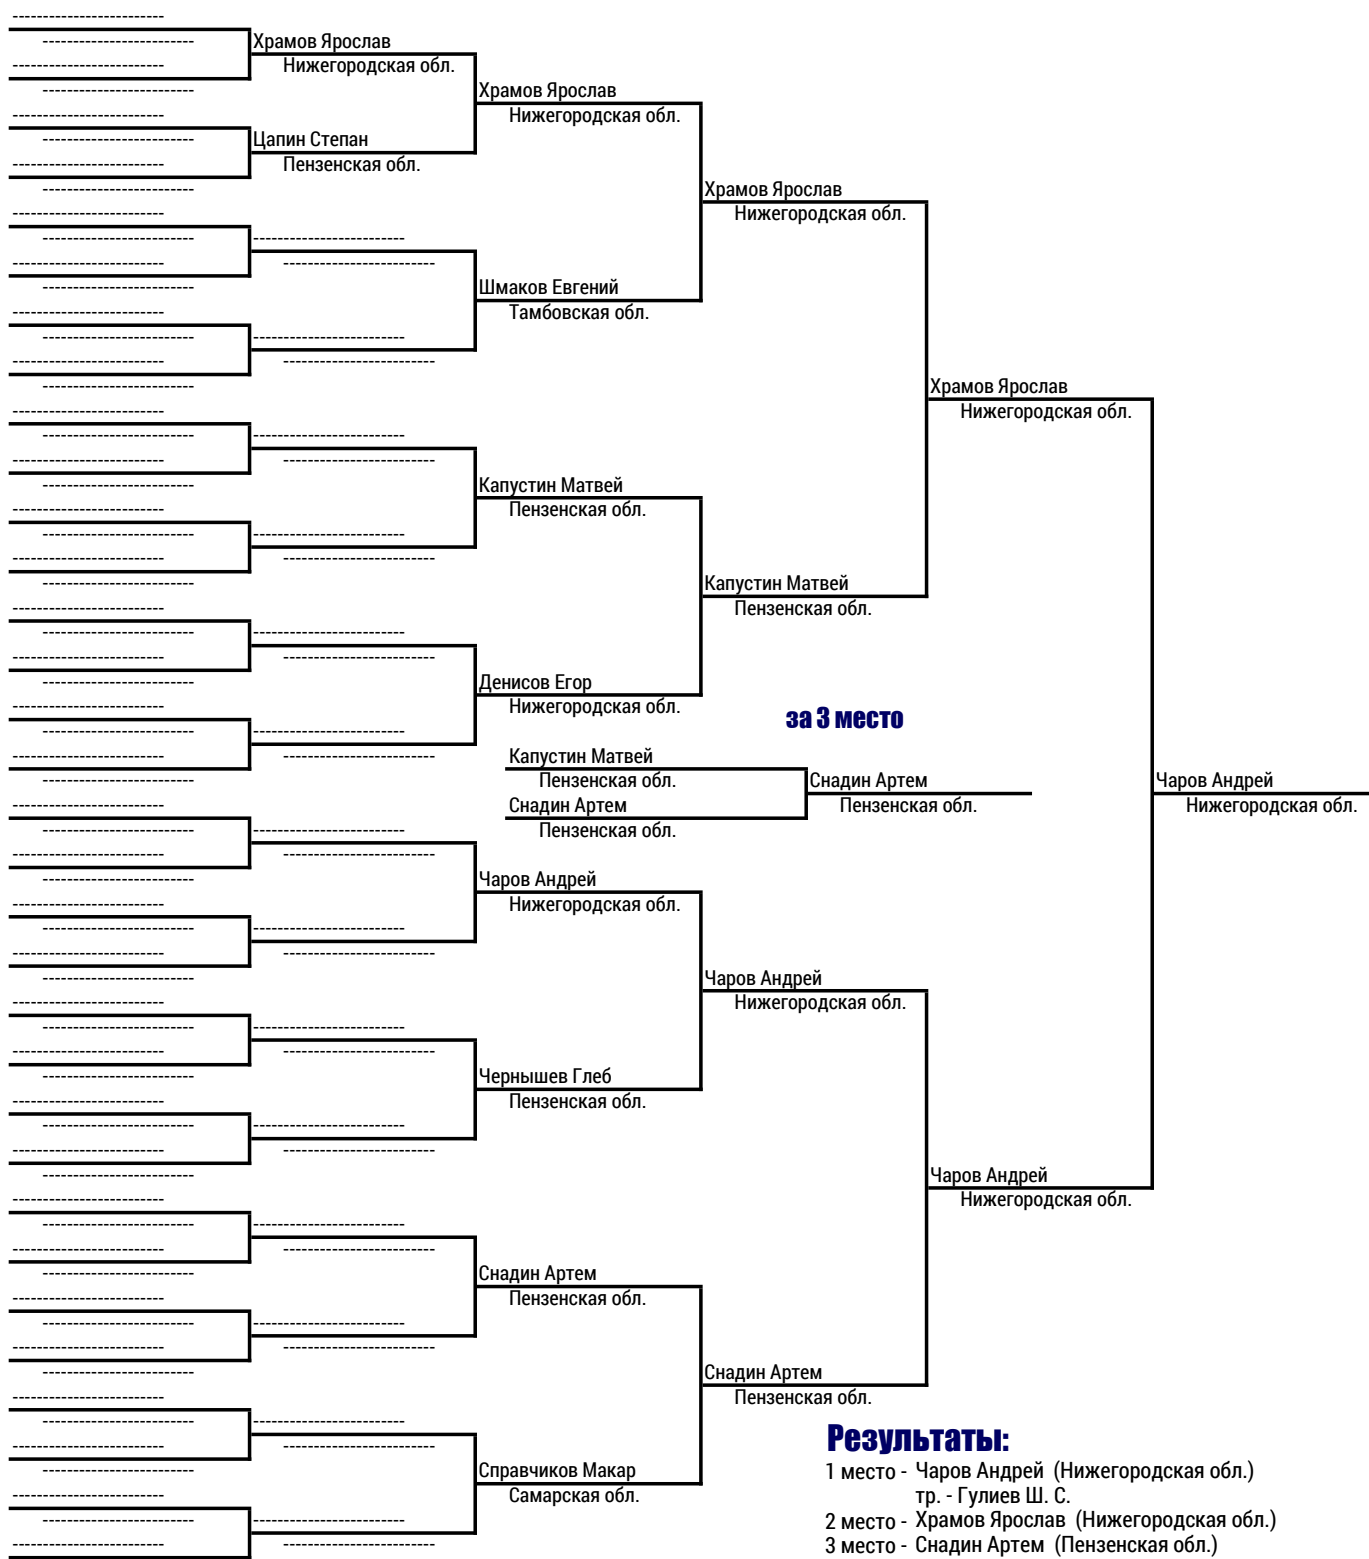 Храмов Ярослав
Нижегородская обл.
Храмов Ярослав
Нижегородская обл.
Цапин Степан
Пензенская обл.
Храмов Ярослав
Нижегородская обл.
Шмаков Евгений
Тамбовская обл.
Храмов Ярослав
Нижегородская обл.
Капустин Матвей
Пензенская обл.
Капустин Матвей
Пензенская обл.
Денисов Егор
Нижегородская обл.
за 3 место
Капустин Матвей
Пензенская обл.
Снадин Артем
Пензенская обл.
Снадин Артем
Пензенская обл.
Чаров Андрей
Нижегородская обл.
Чаров Андрей
Нижегородская обл.
Чаров Андрей
Нижегородская обл.
Чернышев Глеб
Пензенская обл.
Чаров Андрей
Нижегородская обл.
Снадин Артем
Пензенская обл.
Снадин Артем
Пензенская обл.
Справчиков Макар
Самарская обл.
Результаты:
1 место - Чаров Андрей (Нижегородская обл.)
тр. - Гулиев Ш. С.
2 место - Храмов Ярослав (Нижегородская обл.)
3 место - Снадин Артем (Пензенская обл.)